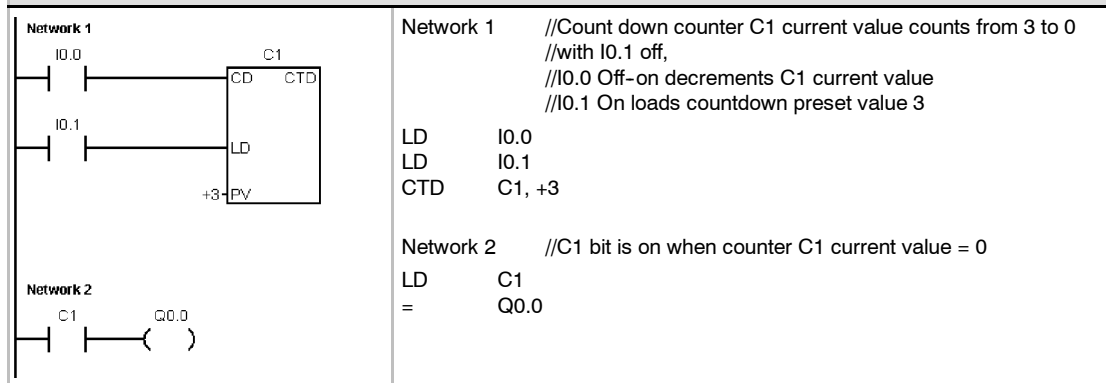 Network 1
I0.0
C1
CD CTD
I0.1
LD
+3 PV
Network 2
C1 Q0.0
Network 1 //Count down counter C1 current value counts from 3 to 0
//with I0.1 off,
//I0.0 Off-on decrements C1 current value
//I0.1 On loads countdown preset value 3
LD I0.0
LD I0.1
CTD C1, +3
Network 2 //C1 bit is on when counter C1 current value = 0
LD C1
= Q0.0